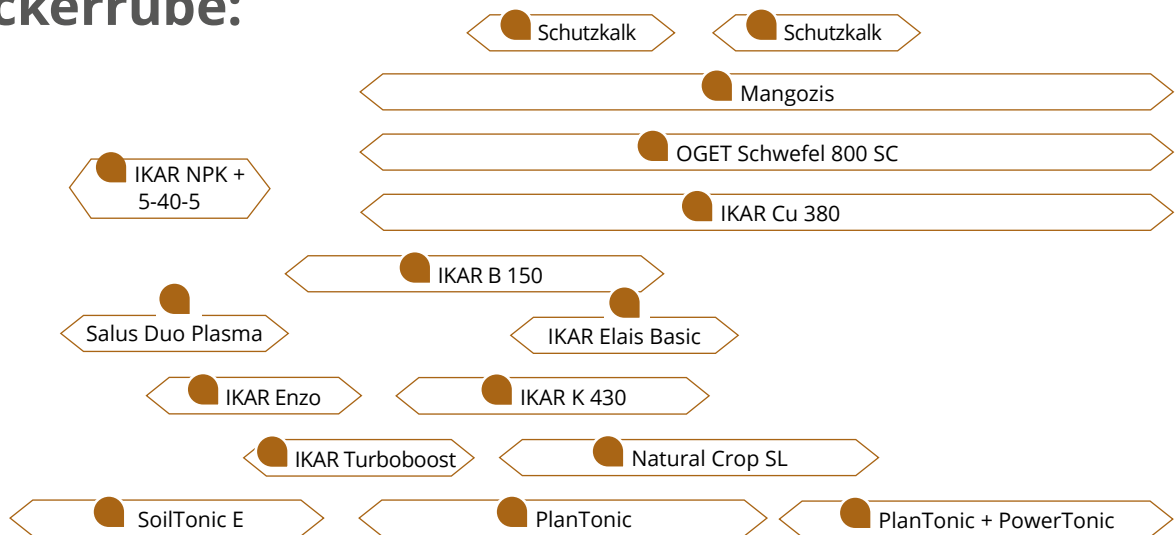 ckerrübe:
Schutzkalk
Schutzkalk
Mangozis
OGET Schwefel 800 SC
IKAR NPK +
5-40-5
IKAR Cu 380
IKAR B 150
Salus Duo Plasma
IKAR Elais Basic
IKAR Enzo
IKAR K 430
IKAR Turboboost
Natural Crop SL
SoilTonic E
PlanTonic
PlanTonic + PowerTonic